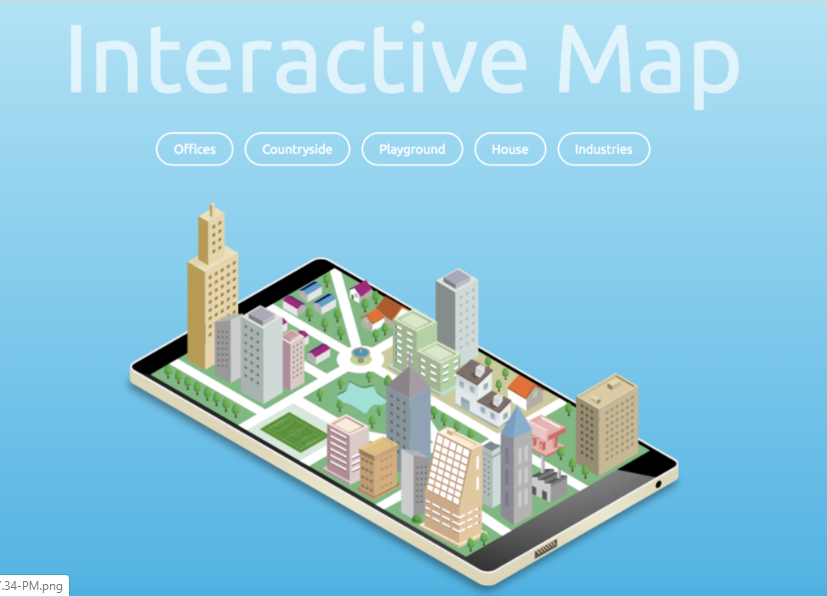 Interactive Map
Offices Countryside Playground House Industries
7.34-PM.png